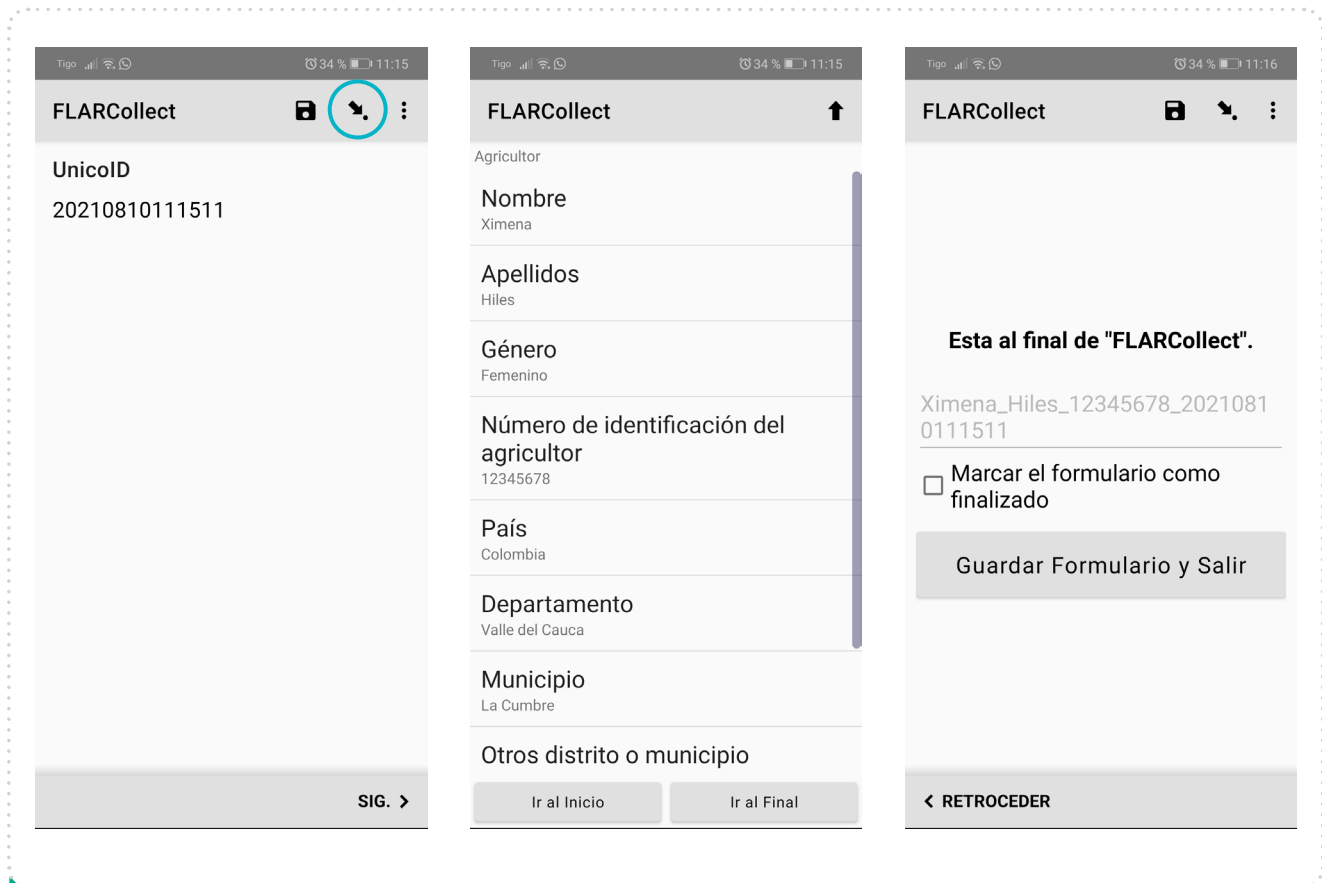 Tigo 34 % 11:15
FLARCollect
UnicoID
20210810111511
SIG.
Tigo 34 % 11:15
FLARCollect
Agricultor
Nombre
Ximena
Apellidos
Hiles
Género
Femenino
Número de identificación del
agricultor
12345678
País
Colombia
Departamento
Valle del Cauca
Municipio
La Cumbre
Otros distrito o municipio
Ir al Inicio Ir al Final
Tigo 34 % 11:16
FLARCollect
Esta al final de "FLARCollect".
Ximena_Hiles_12345678_2021081
0111511
Marcar el formulario como
finalizado
Guardar Formulario y Salir
RETROCEDER